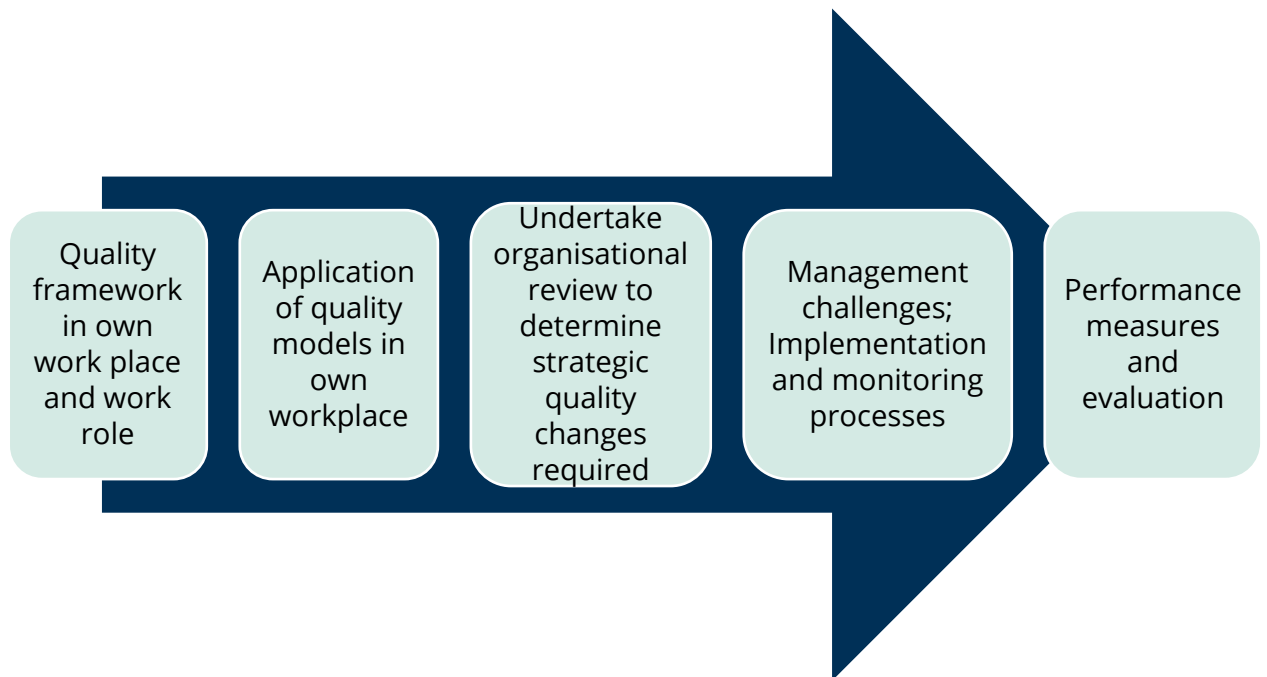 Quality
framework
in own
work place
and work
role
Application
of quality
models in
own
workplace
Undertake
organisational
review to
determine
strategic
quality
changes
required
Management
challenges;
Implementation
and monitoring
processes
Performance
measures
and
evaluation